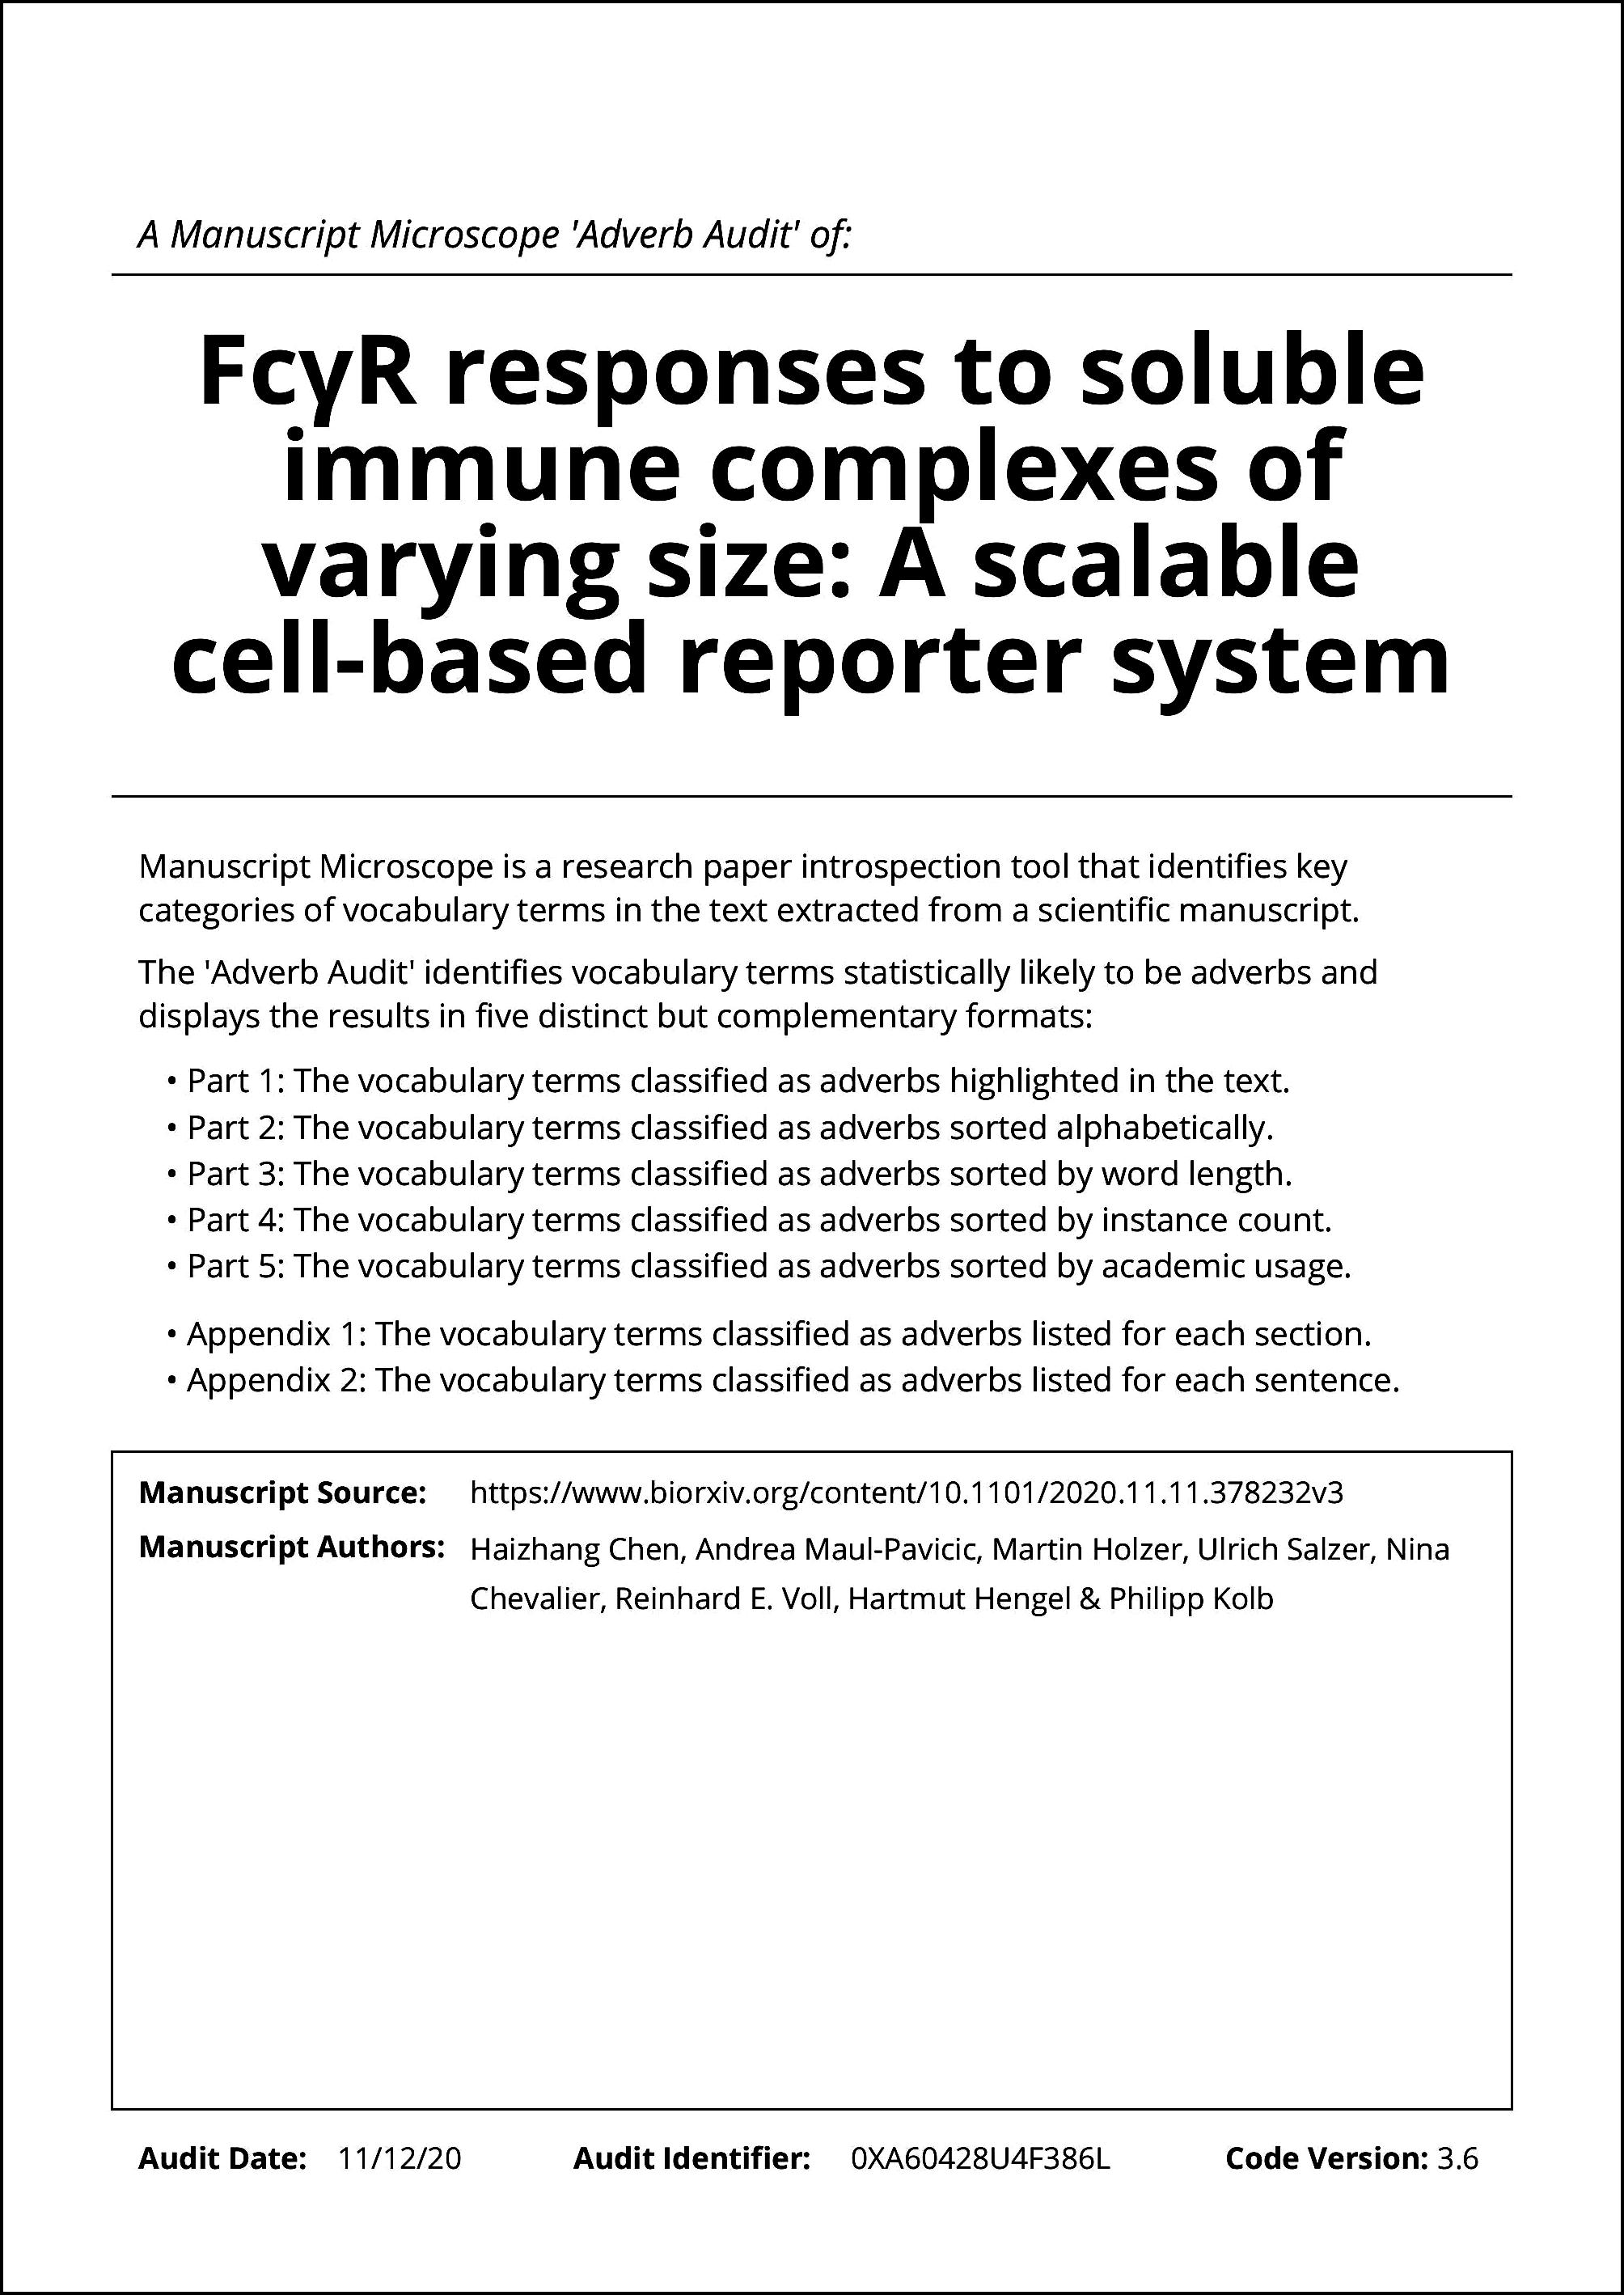 A Manuscript Microscope 'Adverb Audit' of:
FcγR responses to soluble
immune complexes of
varying size: A scalable
cell-based reporter system
Manuscript Microscope is a research paper introspection tool that identifies key
categories of vocabulary terms in the text extracted from a scientific manuscript.
The 'Adverb Audit' identifies vocabulary terms statistically likely to be adverbs and
displays the results in five distinct but complementary formats:
• Part 1: The vocabulary terms classified as adverbs highlighted in the text.
• Part 2: The vocabulary terms classified as adverbs sorted alphabetically.
• Part 3: The vocabulary terms classified as adverbs sorted by word length.
• Part 4: The vocabulary terms classified as adverbs sorted by instance count.
• Part 5: The vocabulary terms classified as adverbs sorted by academic usage.
• Appendix 1: The vocabulary terms classified as adverbs listed for each section.
• Appendix 2: The vocabulary terms classified as adverbs listed for each sentence.
Manuscript Source: https://www.biorxiv.org/content/10.1101/2020.11.11.378232v3
Manuscript Authors: Haizhang Chen, Andrea Maul-Pavicic, Martin Holzer, Ulrich Salzer, Nina
Chevalier, Reinhard E. Voll, Hartmut Hengel & Philipp Kolb
Audit Date: 11/12/20 Audit Identifier: 0XA60428U4F386L Code Version: 3.6